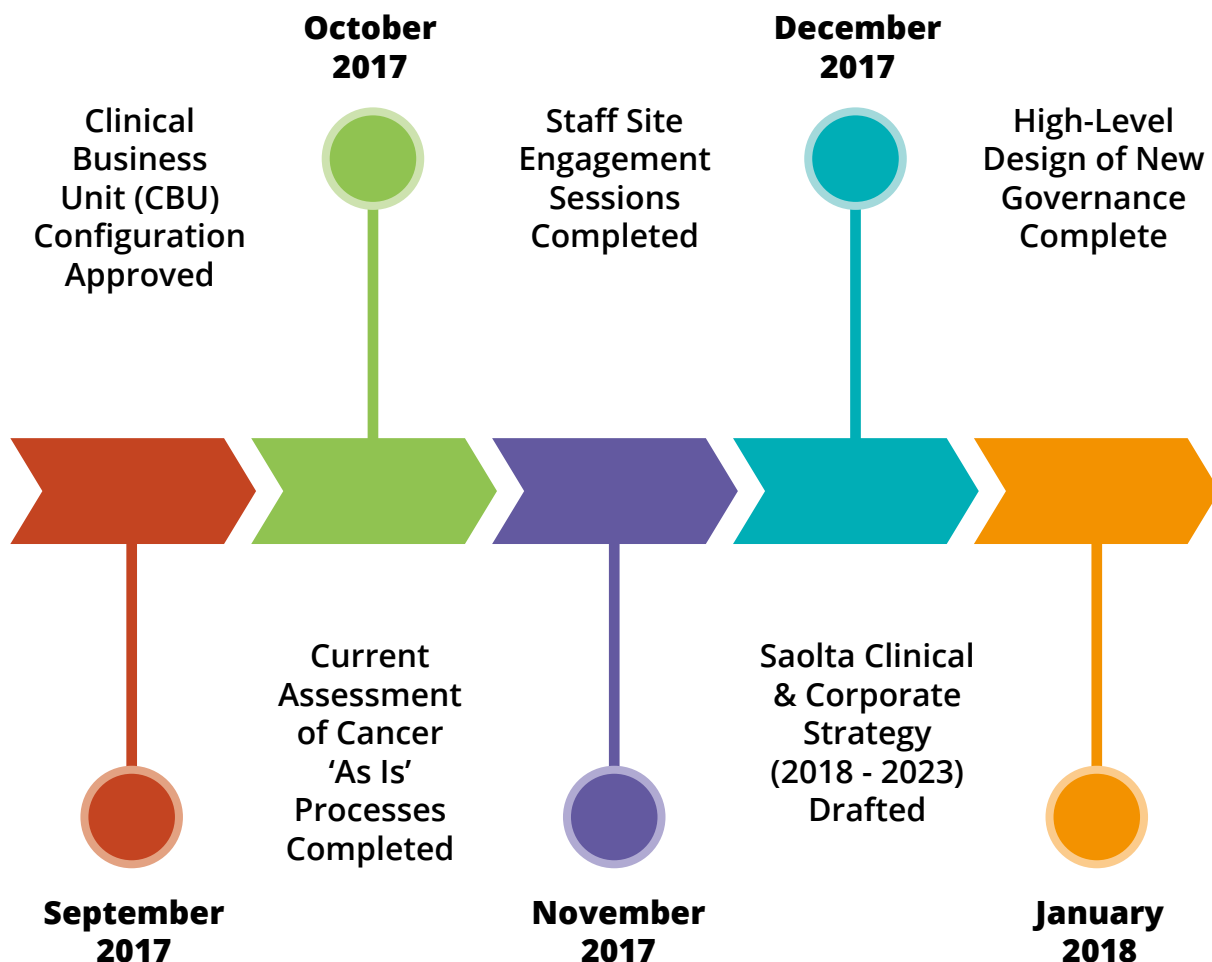 October
2017
December
2017
Clinical
Business
Unit (CBU)
Configuration
Approved
Staff Site
Engagement
Sessions
Completed
High-Level
Design of New
Governance
Complete
Current
Assessment
of Cancer
‘As Is’
Processes
Completed
Saolta Clinical
& Corporate
Strategy
(2018 - 2023)
Drafted
September
2017
November
2017
January
2018